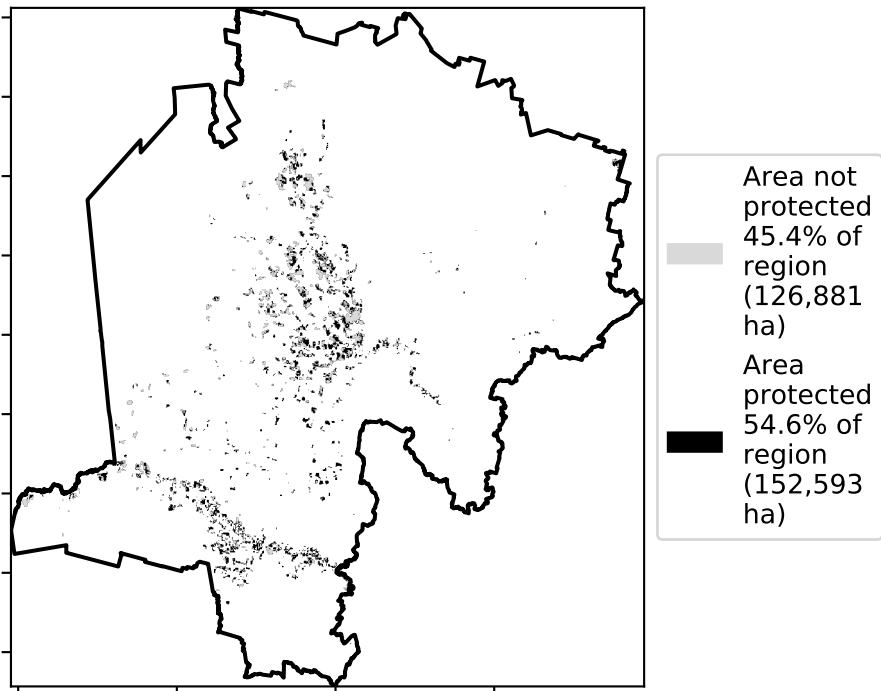 Area not
protected
45.4% of
region
(126,881
ha)
Area
protected
54.6% of
region
(152,593
ha)